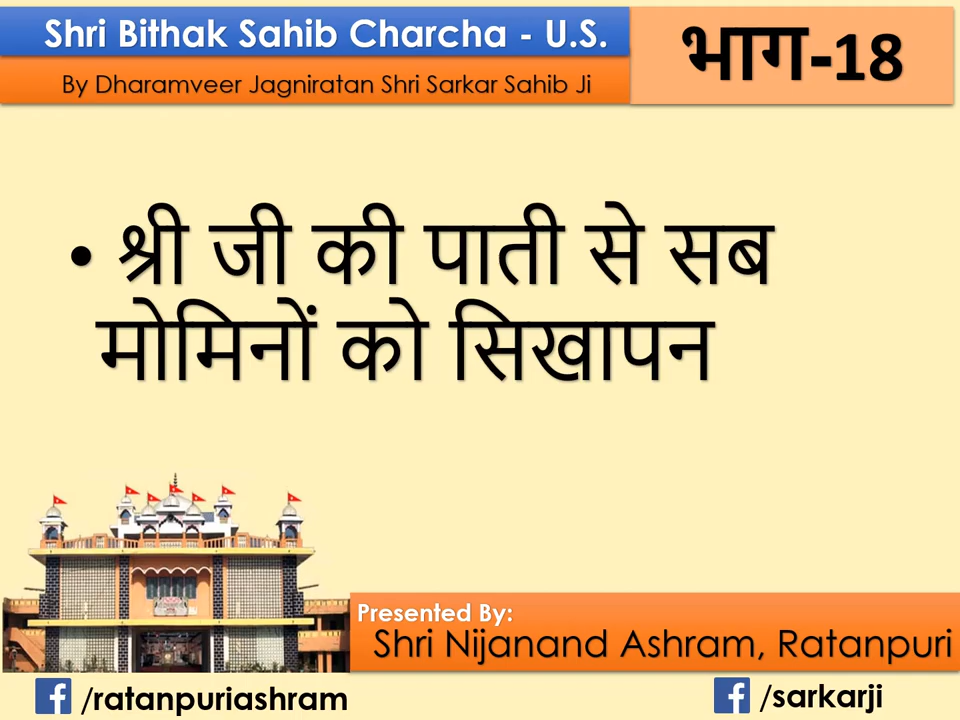 Shri Bithak Sahib Charcha - U.S.
By Dharamveer Jagniratan Shri Sarkar Sahib Ji
भाग-18
• श्री जी की पाती से सब
मोमिनों को सिखापन
Presented By:
Shri Nijanand Ashram, Ratanpuri
/ratanpuriashram
/sarkarji